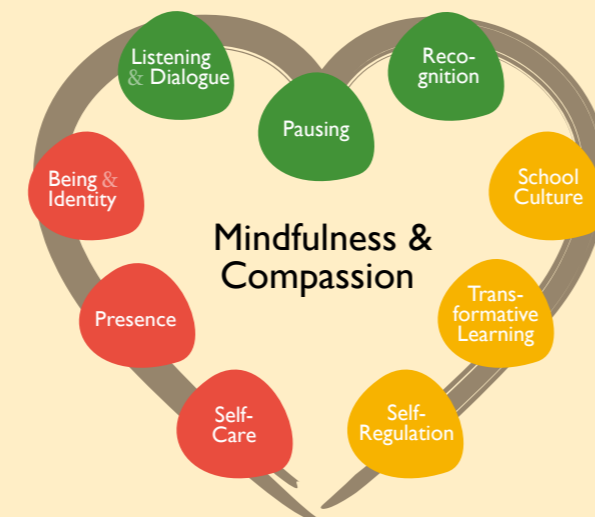 Listening
& Dialogue
Pausing
Reco-
gnition
Being &
Identity
School
Culture
Mindfulness &
Compassion
Presence
Trans-
formative
Learning
Self-
Care
Self-
Regulation